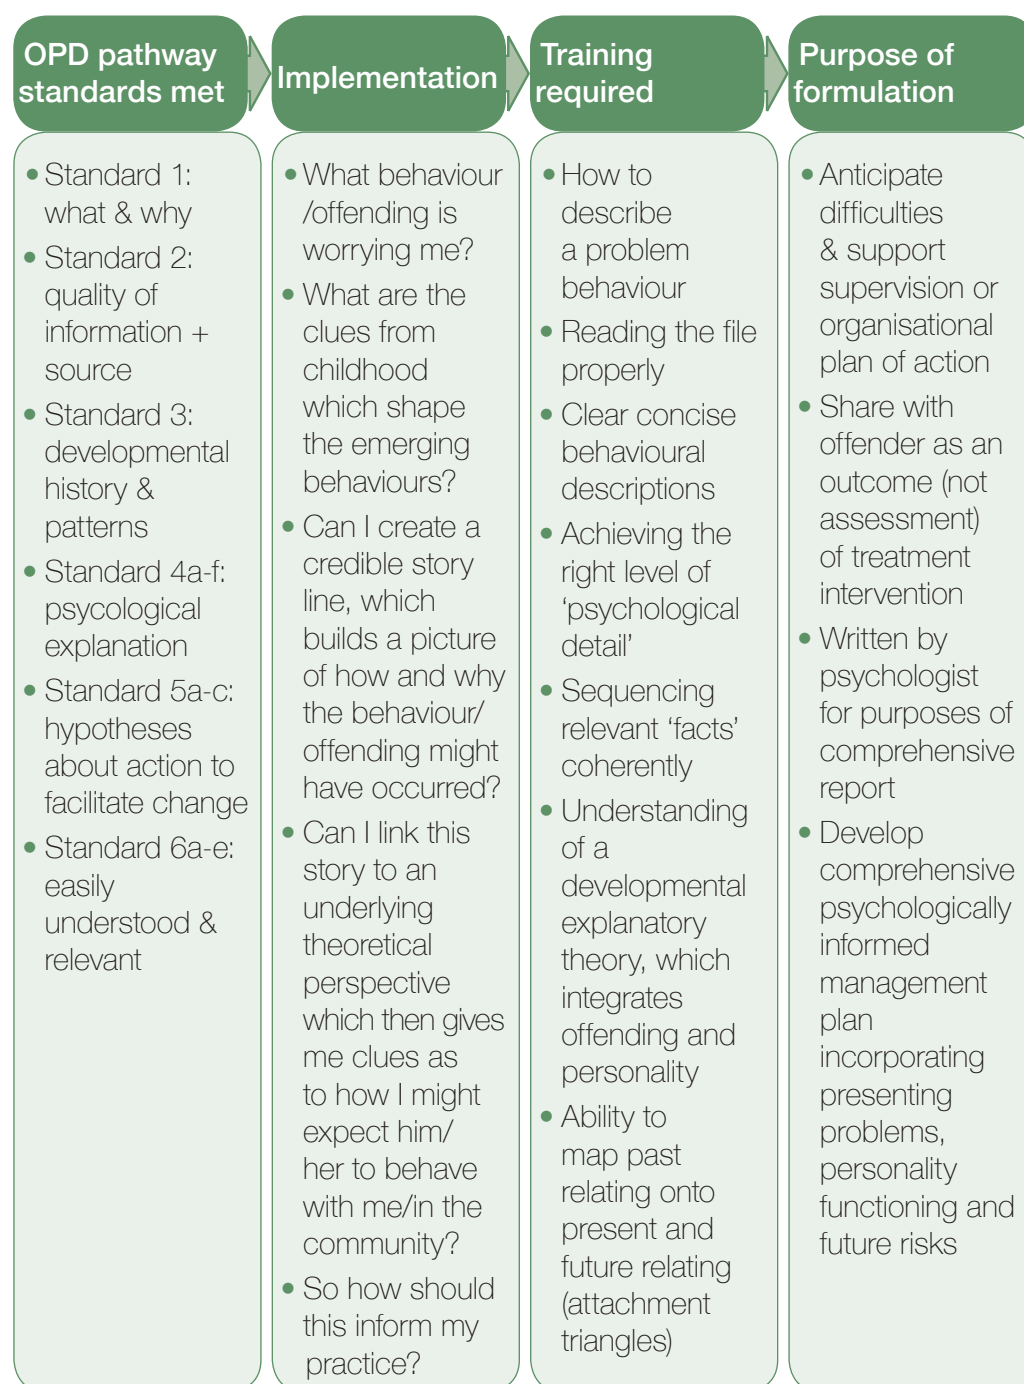 OPD pathway
standards met
Implementation
Training
required
Purpose of
formulation
• Standard 1:
what & why
• Standard 2:
quality of
information +
source
• Standard 3:
developmental
history &
patterns
• Standard 4a-f:
psycological
explanation
• Standard 5a-c:
hypotheses
about action to
facilitate change
• Standard 6a-e:
easily
understood &
relevant
• What behaviour
/offending is
worrying me?
• What are the
clues from
childhood
which shape
the emerging
behaviours?
• Can I create a
credible story
line, which
builds a picture
of how and why
the behaviour/
offending might
have occurred?
• Can I link this
story to an
underlying
theoretical
perspective
which then gives
me clues as
to how I might
expect him/
her to behave
with me/in the
community?
• So how should
this inform my
practice?
• How to
describe
a problem
behaviour
• Reading the file
properly
• Clear concise
behavioural
descriptions
• Achieving the
right level of
‘psychological
detail’
• Sequencing
relevant ‘facts’
coherently
• Understanding
of a
developmental
explanatory
theory, which
integrates
offending and
personality
• Ability to
map past
relating onto
present and
future relating
(attachment
triangles)
• Anticipate
difficulties
& support
supervision or
organisational
plan of action
• Share with
offender as an
outcome (not
assessment)
of treatment
intervention
• Written by
psychologist
for purposes of
comprehensive
report
• Develop
comprehensive
psychologically
informed
management
plan
incorporating
presenting
problems,
personality
functioning and
future risks